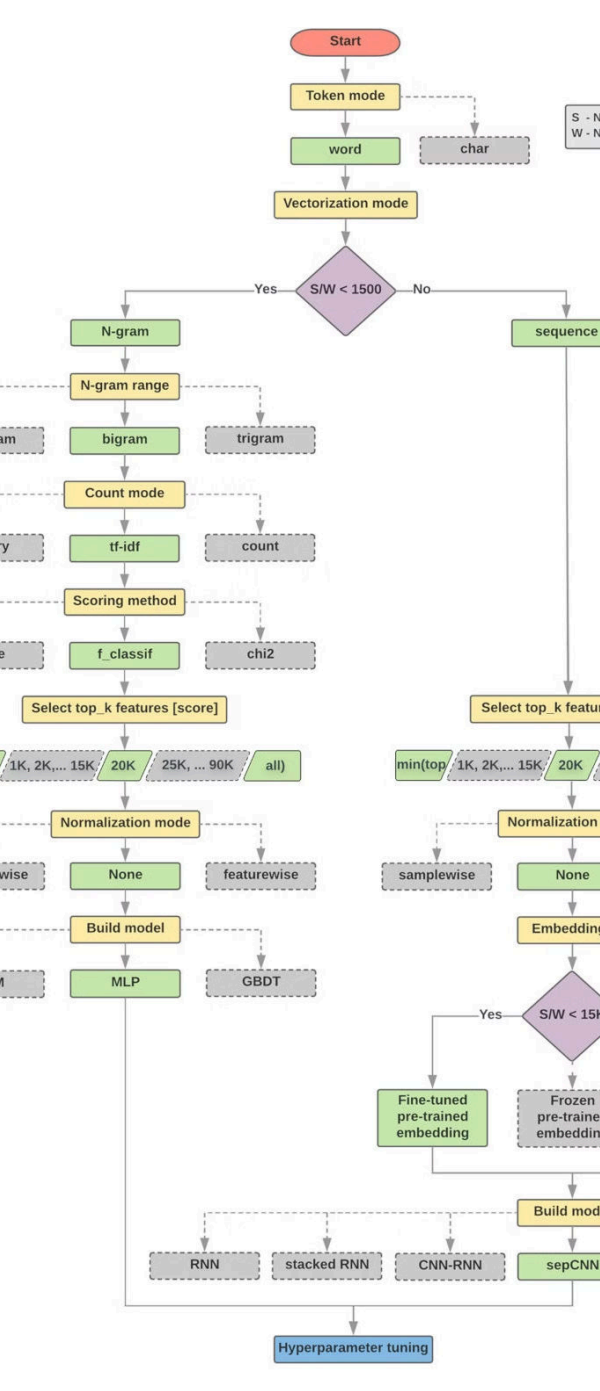 Start
Token mode
S - N
word
char
W - N
Vectorization mode
Yes
S/W < 1500
No
N-gram
sequence
N-gram range
am
bigram
trigram
Count mode
ry
tf-idf
count
Scoring method
e
f_classif
chi2
Select top_k features [score]
Select top_k featur
1K, 2K,... 15K
20K
25K, ... 90K
all)
min(top
1K, 2K,... 15K
20K
Normalization mode
Normalization
wise
None
featurewise
samplewise
None
Build model
Embedding
M
MLP
GBDT
Yes
S/W < 15K
Fine-tuned
pre-trained
embedding
Frozen
pre-traine
embeddin
Build mod
RNN
stacked RNN
CNN-RNN
sepCNN
Hyperparameter tuning